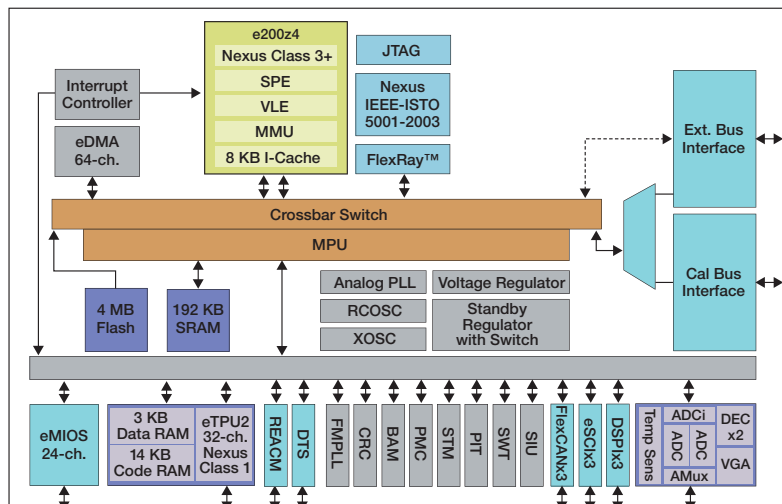 e200z4
Nexus Class 3+
SPE
VLE
MMU
8 KB I-Cache
JTAG
Nexus
IEEE-ISTO
5001-2003
FlexRay™
Interrupt
Controller
eDMA
64-ch.
Ext. Bus
Interface
Crossbar Switch
MPU
Cal Bus
Interface
4 MB
Flash
192 KB
SRAM
Analog PLL
RCOSC
XOSC
Voltage Regulator
Standby
Regulator
with Switch
eMIOS
24-ch.
3 KB
Data RAM
14 KB
Code RAM
eTPU2
32-ch.
Nexus
Class 1
REACM
DTS
FMPLL
CRC
BAM
PMC
STM
PIT
SWT
SIU
FlexCANx3
eSCIx3
DSPIx3
Temp Sens
ADCi
ADC
ADC
AMux
DEC
x2
VGA